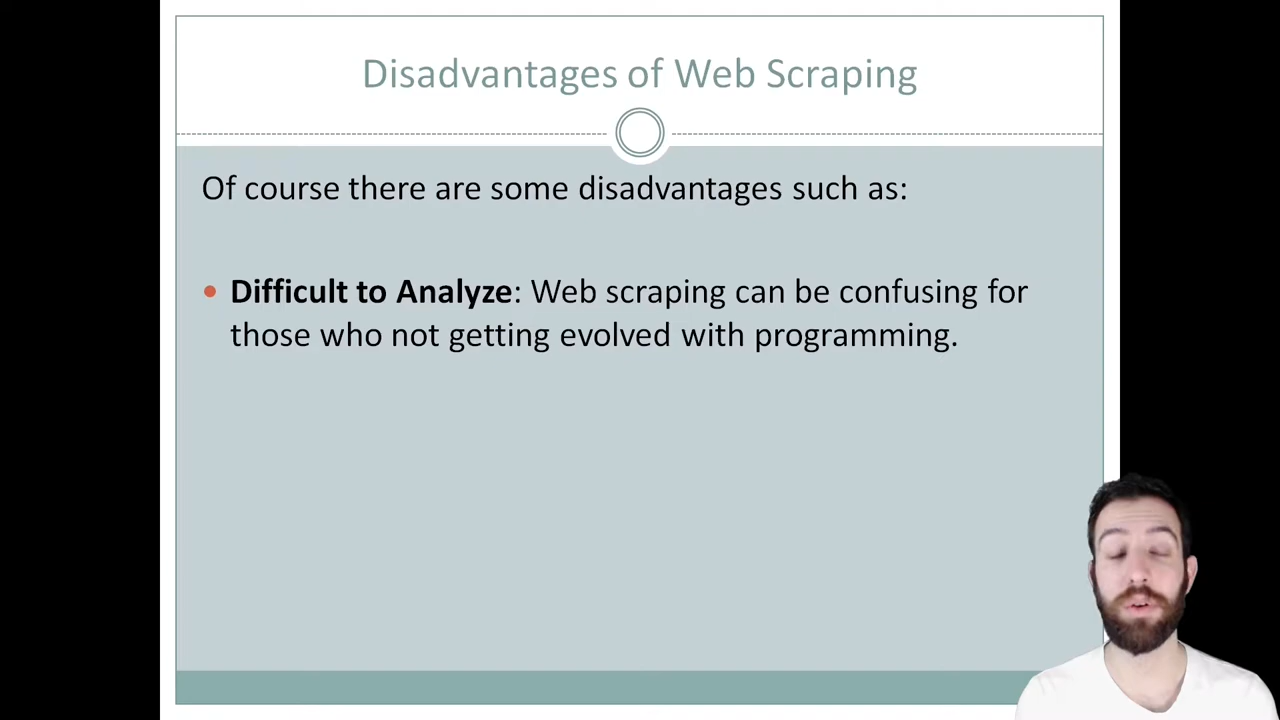 Disadvantages of Web Scraping
Of course there are some disadvantages such as:
• Difficult to Analyze: Web scraping can be confusing for
those who not getting evolved with programming.